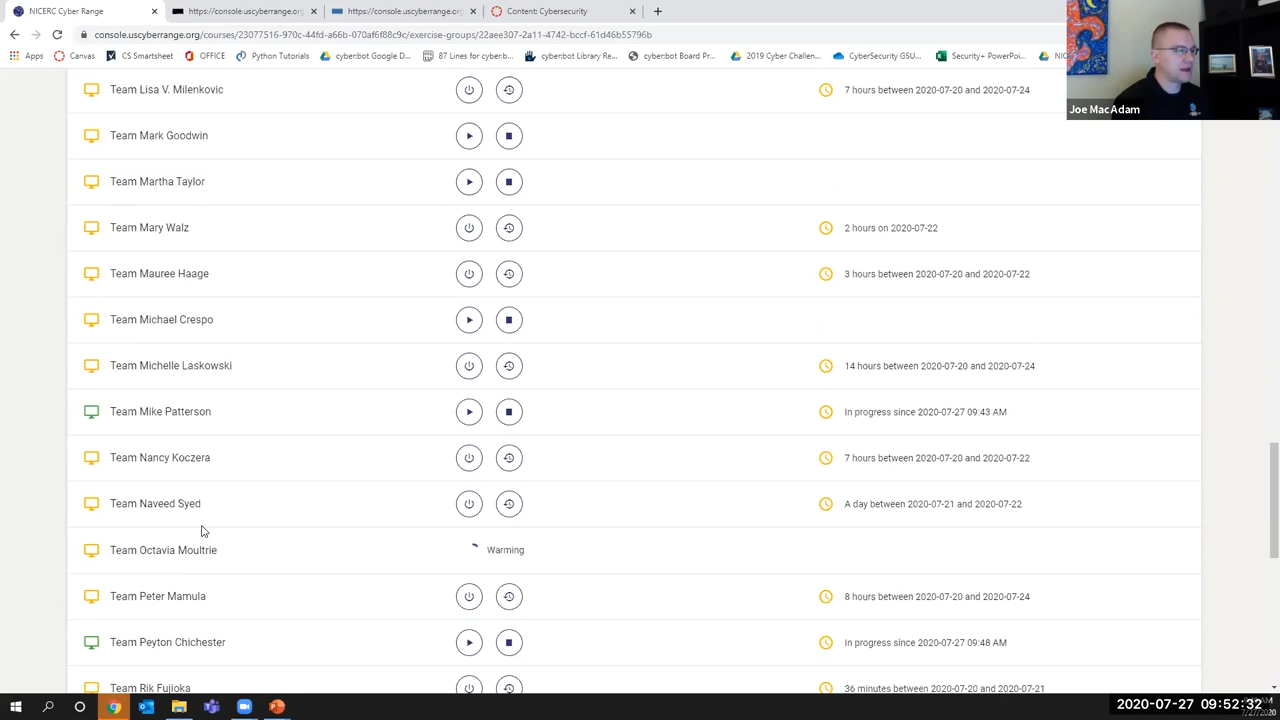 NICERC Cyber Range
https://console.uscyberrange.org
https://console.uscyberrange.org/
Content: Cybersecurity
console.uscyberrange.org/courses/23077516-970c-44fd-a66b-0708bf88c9c/exercise-groups/22aee307-2a11-4742-bccf-61d46b55796b
Apps Canvas CS Smartsheet OFFICE Python Tutorials cyber:bot Google D... 87 Lines for cyber:b... cyber:bot Library Re... cyber:bot Board Pr... 2019 Cyber Challen... CyberSecurity GSU-... Security+ PowerPoi...
Joe MacAdam
Team Lisa V. Milenkovic 7 hours between 2020-07-20 and 2020-07-24
Team Mark Goodwin
Team Martha Taylor
Team Mary Walz 2 hours on 2020-07-22
Team Mauree Haage 3 hours between 2020-07-20 and 2020-07-22
Team Michael Crespo
Team Michelle Laskowski 14 hours between 2020-07-20 and 2020-07-24
Team Mike Patterson In progress since 2020-07-27 09:43 AM
Team Nancy Koczera 7 hours between 2020-07-20 and 2020-07-22
Team Naveed Syed A day between 2020-07-21 and 2020-07-22
Team Octavia Moultrie Warming
Team Peter Mamula 8 hours between 2020-07-20 and 2020-07-24
Team Peyton Chichester In progress since 2020-07-27 09:48 AM
Team Rik Fujioka 36 minutes between 2020-07-20 and 2020-07-21
2020-07-27 09:52:32